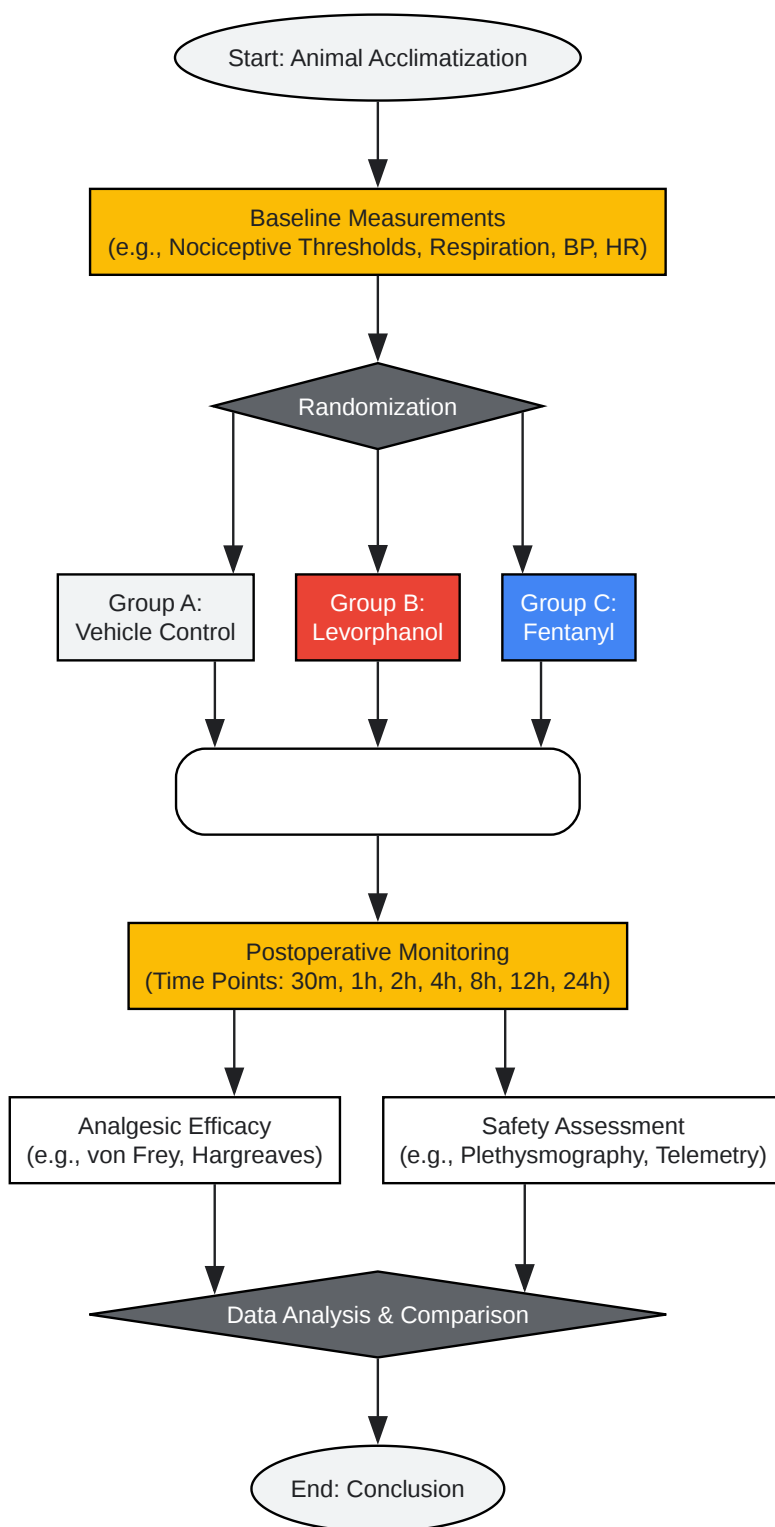 Start: Animal Acclimatization
Baseline Measurements
(e.g., Nociceptive Thresholds, Respiration, BP, HR)
Randomization
Group A:
Vehicle Control
Group B:
Levorphanol
Group C:
Fentanyl
Postoperative Monitoring
(Time Points: 30m, 1h, 2h, 4h, 8h, 12h, 24h)
Analgesic Efficacy
(e.g., von Frey, Hargreaves)
Safety Assessment
(e.g., Plethysmography, Telemetry)
Data Analysis & Comparison
End: Conclusion